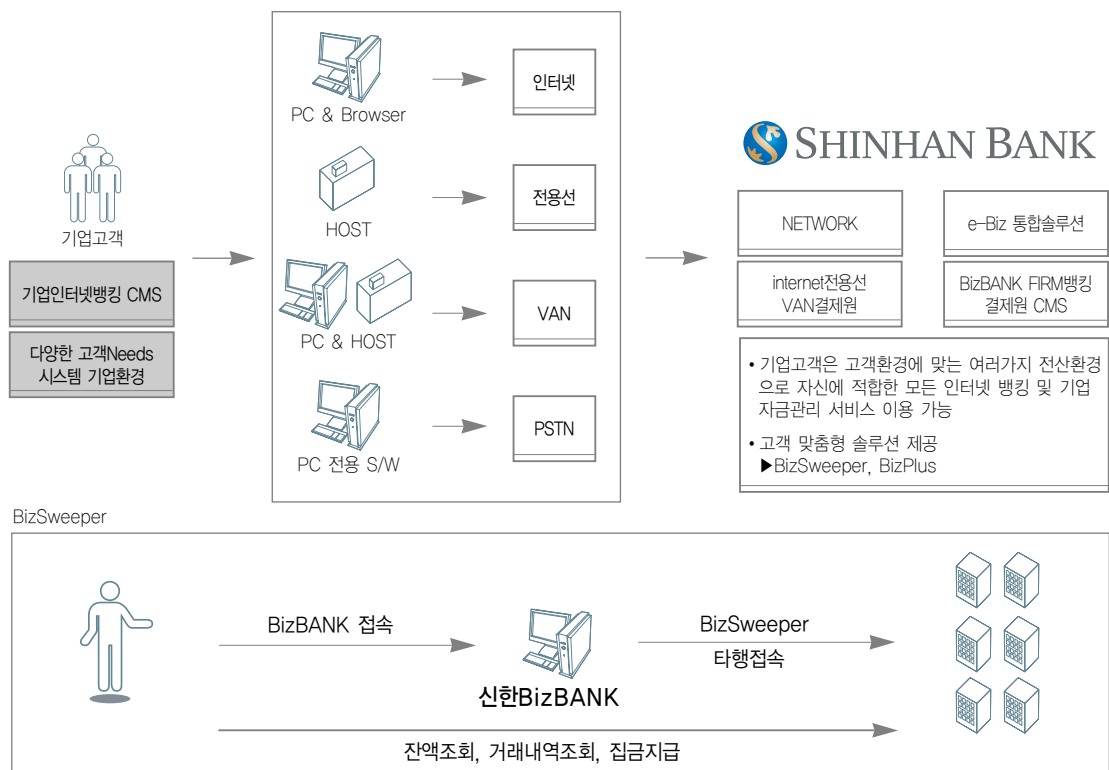 기업고객
기업인터넷뱅킹 CMS
다양한 고객Needs
시스템 기업환경
PC & Browser
인터넷
HOST
전용선
PC & HOST
VAN
PC 전용 S/W
PSTN
SHINHAN BANK
NETWORK
e-Biz 통합솔루션
internet전용선
VAN결제원
BizBANK FIRM뱅킹
결제원 CMS
• 기업고객은 고객환경에 맞는 여러가지 전산환경
으로 자신에 적합한 모든 인터넷 뱅킹 및 기업
자금관리 서비스 이용 가능
• 고객 맞춤형 솔루션 제공
▶BizSweeper, BizPlus
BizSweeper
BizBANK 접속
신한BizBANK
BizSweeper
타행접속
잔액조회, 거래내역조회, 집금지급